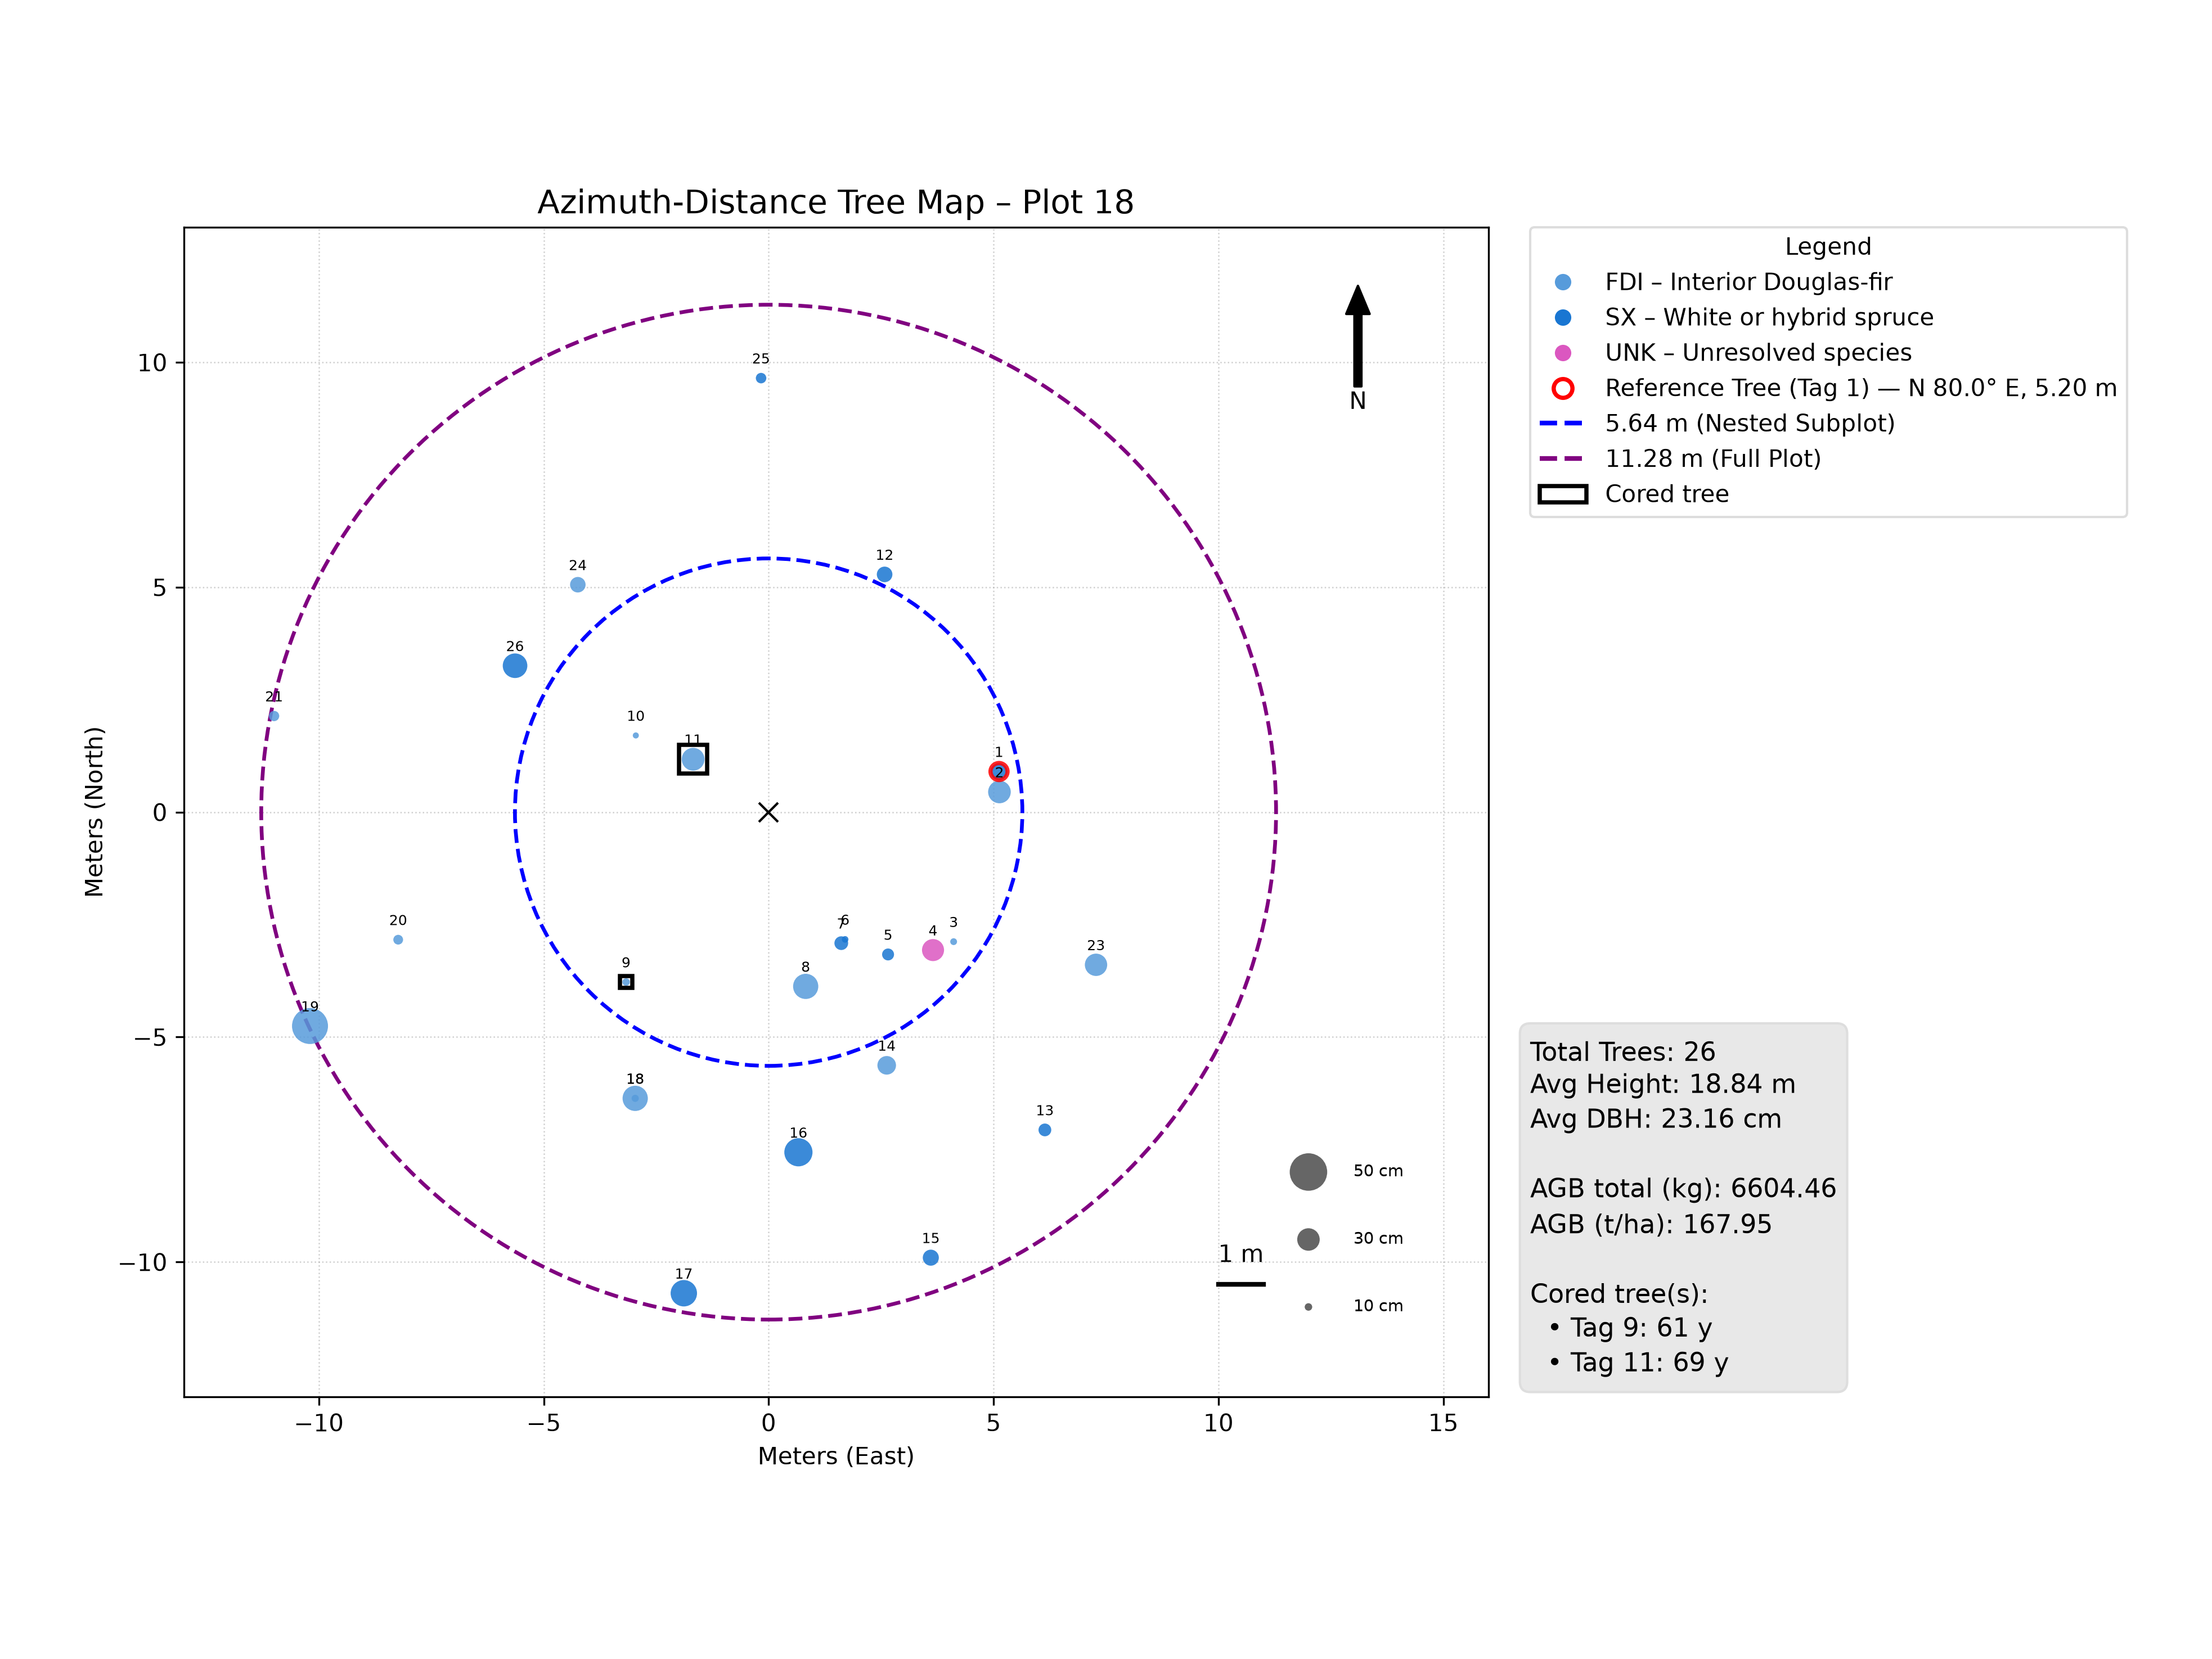 Azimuth-Distance Tree Map – Plot 18
Meters (North)
10
5
0
−5
−10
−10
−5
0
5
10
15
Meters (East)
N
25
12
24
26
21
10
11
1
2
20
7
6
5
4
3
23
9
8
19
14
18
13
16
15
17
50 cm
30 cm
10 cm
1 m
Legend
FDI – Interior Douglas-fir
SX – White or hybrid spruce
UNK – Unresolved species
Reference Tree (Tag 1) — N 80.0° E, 5.20 m
5.64 m (Nested Subplot)
11.28 m (Full Plot)
Cored tree
Total Trees: 26
Avg Height: 18.84 m
Avg DBH: 23.16 cm
AGB total (kg): 6604.46
AGB (t/ha): 167.95
Cored tree(s):
• Tag 9: 61 y
• Tag 11: 69 y